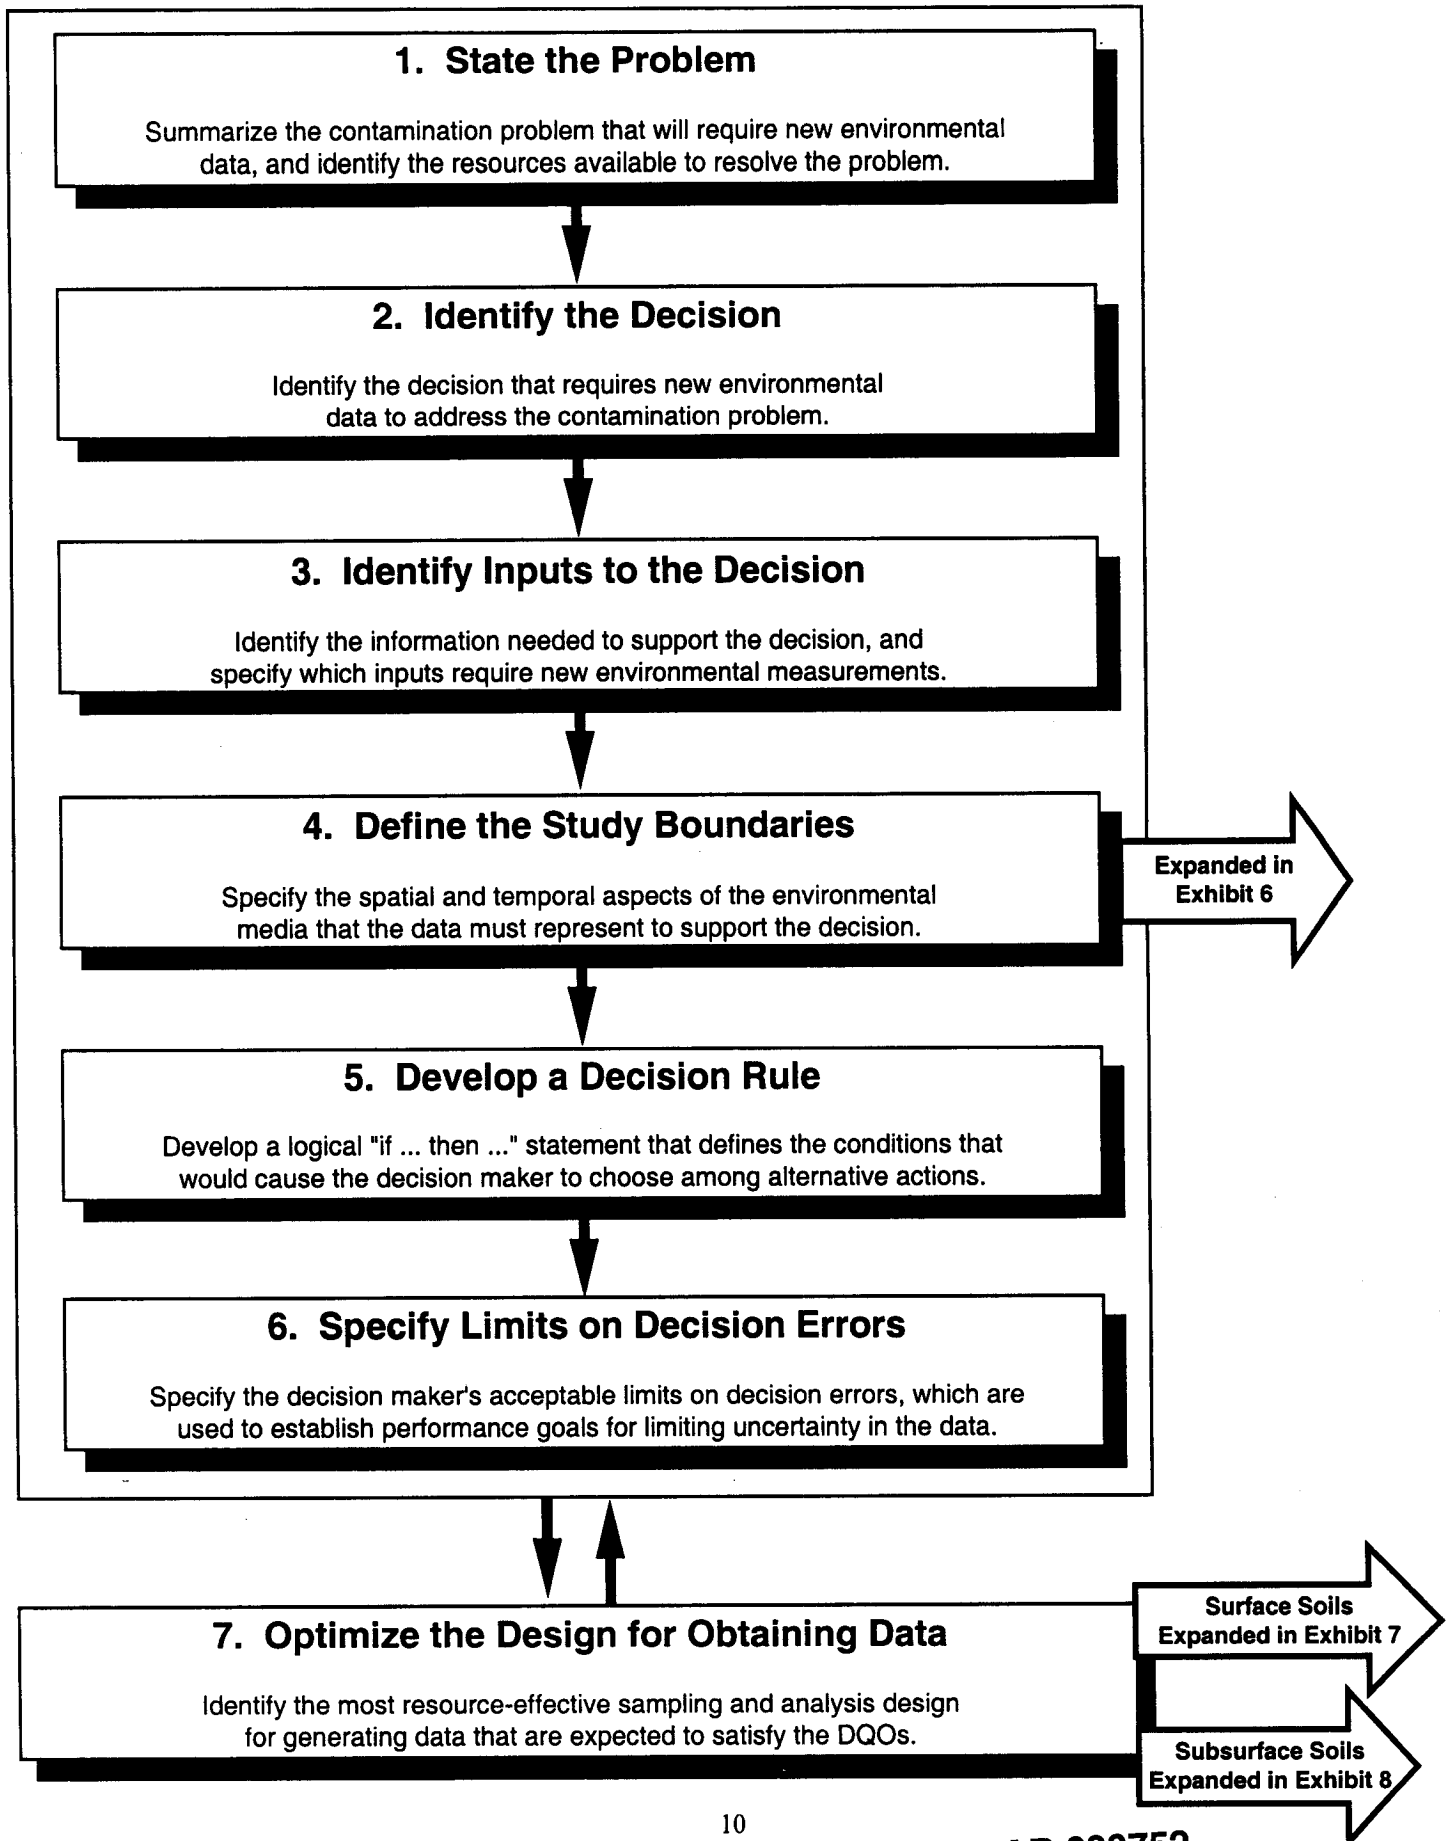 1. State the Problem
Summarize the contamination problem that will require new environmental
data, and identify the resources available to resolve the problem.
2. Identify the Decision
Identify the decision that requires new environmental
data to address the contamination problem.
3. Identify Inputs to the Decision
Identify the information needed to support the decision, and
specify which inputs require new environmental measurements.
4. Define the Study Boundaries
Specify the spatial and temporal aspects of the environmental
media that the data must represent to support the decision.
Expanded in
Exhibit 6
5. Develop a Decision Rule
Develop a logical "if ... then ..." statement that defines the conditions that
would cause the decision maker to choose among alternative actions.
6. Specify Limits on Decision Errors
Specify the decision maker's acceptable limits on decision errors, which are
used to establish performance goals for limiting uncertainty in the data.
7. Optimize the Design for Obtaining Data
Identify the most resource-effective sampling and analysis design
for generating data that are expected to satisfy the DQOs.
Surface Soils
Expanded in Exhibit 7
Subsurface Soils
Expanded in Exhibit 8
10